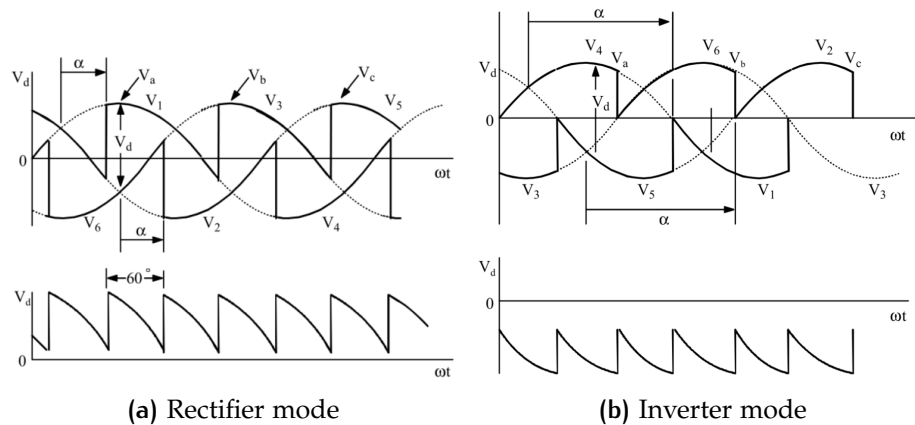 α
V_d
V_a
V_1
V_b
V_3
V_c
V_5
V_d
0
ωt
V_6
α
V_2
V_4
60°
V_d
0
ωt
(a) Rectifier mode
α
V_d
V_4
V_a
V_6
V_b
V_2
V_c
V_d
0
ωt
V_3
V_5
V_1
V_3
α
V_d
0
ωt
(b) Inverter mode